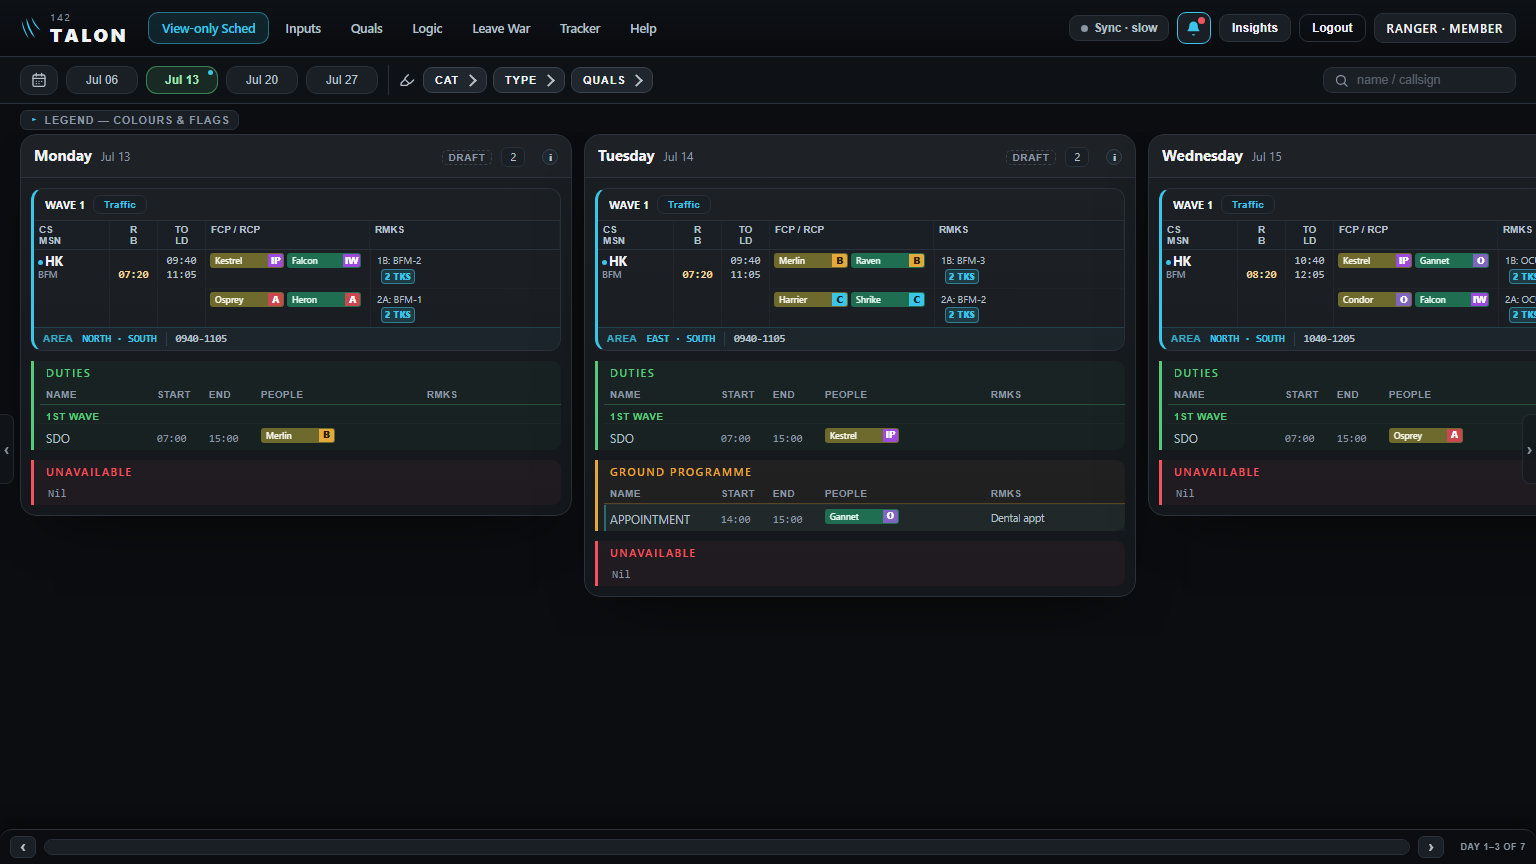 142
TALON
View-only Sched
Inputs
Quals
Logic
Leave War
Tracker
Help
Sync · slow
Insights
Logout
RANGER · MEMBER
Jul 06
Jul 13
Jul 20
Jul 27
CAT
TYPE
QUALS
name / callsign
LEGEND — COLOURS & FLAGS
Monday Jul 13
DRAFT
2
i
WAVE 1
Traffic
CS R TO FCP / RCP RMKS
MSN B LD
HK 09:40 Kestrel IP Falcon IW 1B: BFM-2
BFM 07:20 11:05 2 TKS
Osprey A Heron A 2A: BFM-1
2 TKS
AREA NORTH · SOUTH 0940-1105
DUTIES
NAME START END PEOPLE RMKS
1ST WAVE
SDO 07:00 15:00 Merlin B
UNAVAILABLE
Nil
Tuesday Jul 14
DRAFT
2
i
WAVE 1
Traffic
CS R TO FCP / RCP RMKS
MSN B LD
HK 09:40 Merlin B Raven B 1B: BFM-3
BFM 07:20 11:05 2 TKS
Harrier C Shrike C 2A: BFM-2
2 TKS
AREA EAST · SOUTH 0940-1105
DUTIES
NAME START END PEOPLE RMKS
1ST WAVE
SDO 07:00 15:00 Kestrel IP
GROUND PROGRAMME
NAME START END PEOPLE RMKS
APPOINTMENT 14:00 15:00 Gannet O Dental appt
UNAVAILABLE
Nil
Wednesday Jul 15
WAVE 1
Traffic
CS R TO FCP / RCP RMKS
MSN B LD
HK 10:40 Kestrel IP Gannet O 1B: OCU
BFM 08:20 12:05 2 TKS
Condor O Falcon IW 2A: OCU
2 TKS
AREA NORTH · SOUTH 1040-1205
DUTIES
NAME START END PEOPLE
1ST WAVE
SDO 07:00 15:00 Osprey A
UNAVAILABLE
Nil
DAY 1–3 OF 7